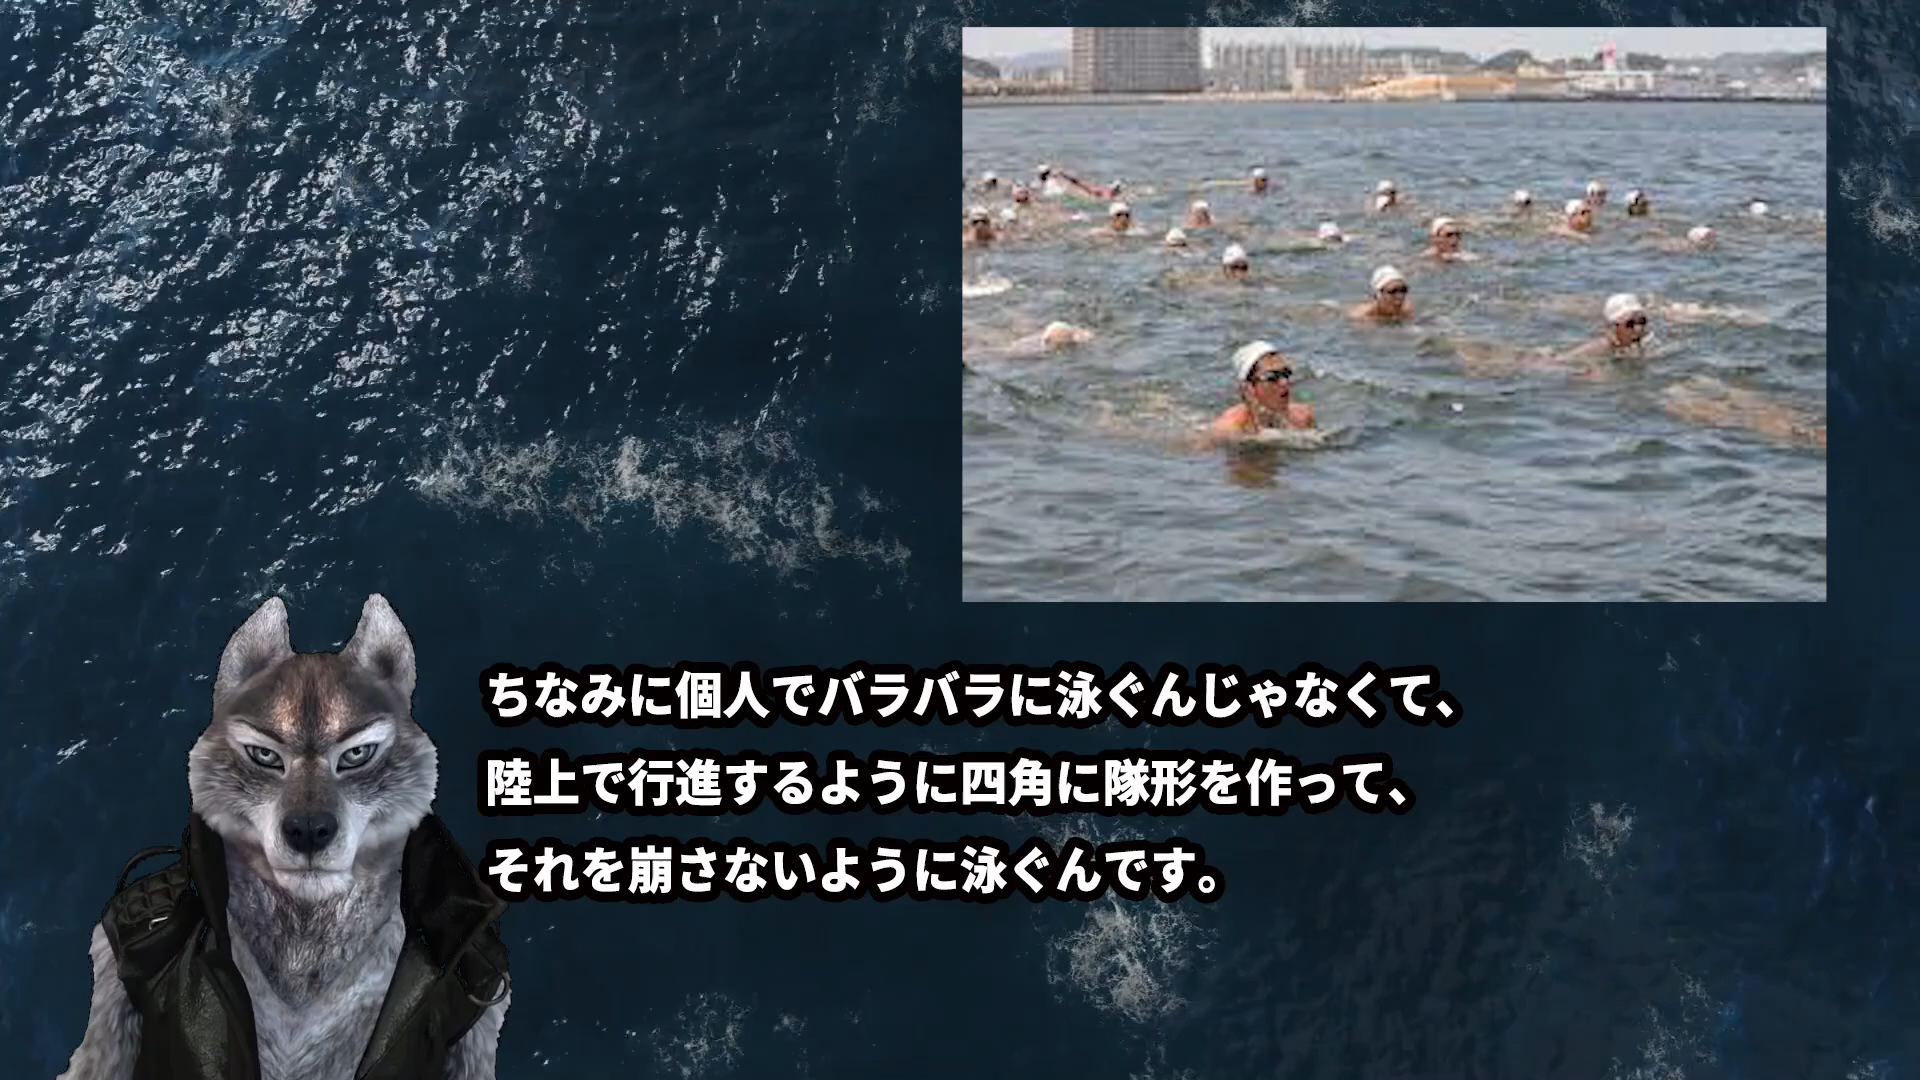 ちなみに個人でバラバラに泳ぐんじゃなくて、
陸上で行進するように四角に隊形を作って、
それを崩さないように泳ぐんです。